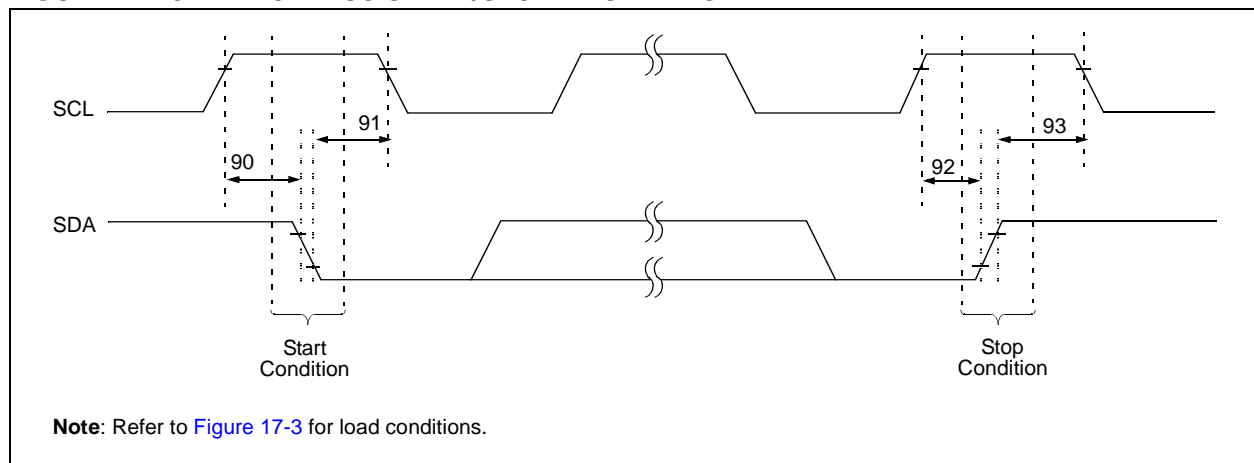 SCL
91
93
90
92
SDA
Start
Condition
Stop
Condition
Note: Refer to Figure 17-3 for load conditions.